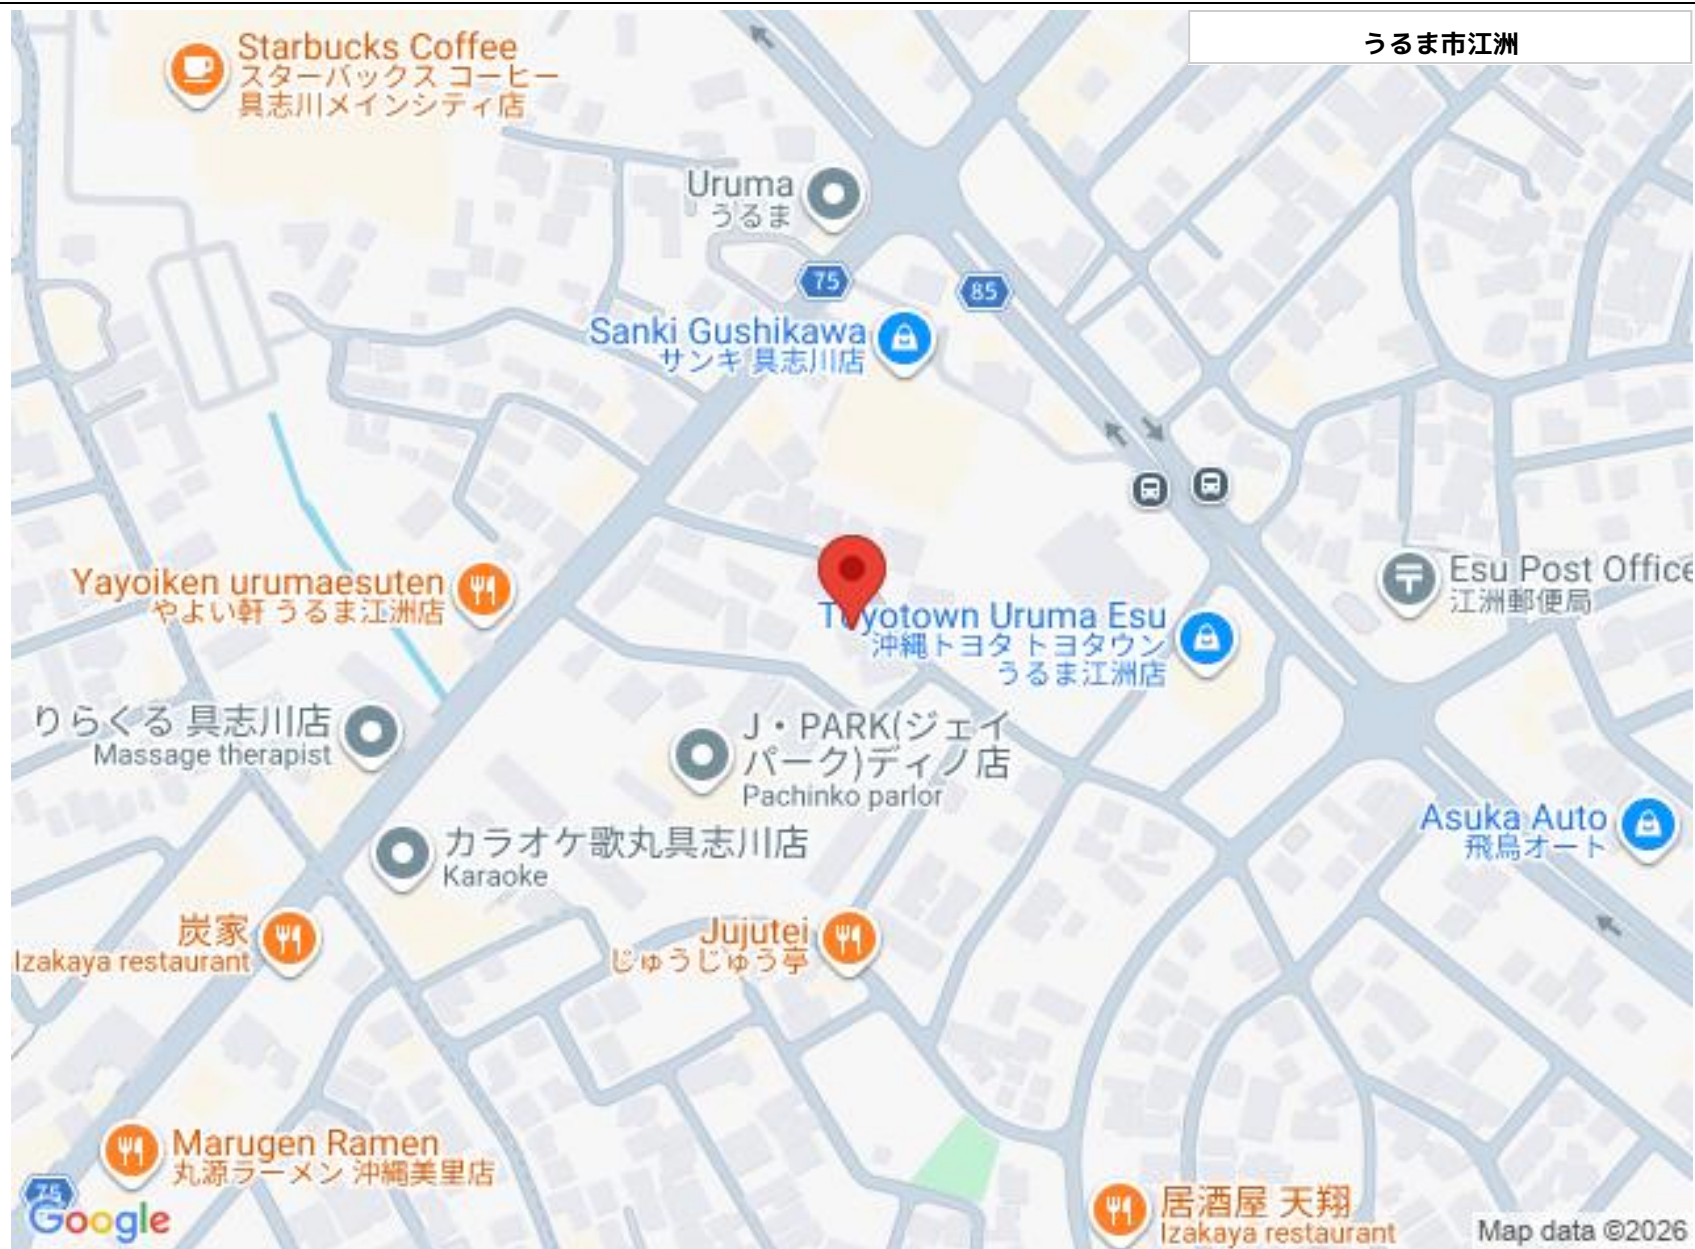 うるま市江洲
Starbucks Coffee
スターバックス コーヒー
具志川メインシティ店
Uruma
うるま
75
85
Sanki Gushikawa
サンキ 具志川店
Yayoiken urumaesuten
やよい軒 うるま江洲店
Toyotown Uruma Esu
沖縄トヨタ トヨタウン
うるま江洲店
Esu Post Office
江洲郵便局
りらくる 具志川店
Massage therapist
J・PARK(ジェイ
パーク)ディノ店
Pachinko parlor
Asuka Auto
飛鳥オート
カラオケ歌丸具志川店
Karaoke
炭家
Izakaya restaurant
Jujutei
じゅうじゅう亭
Marugen Ramen
丸源ラーメン 沖縄美里店
75
Google
居酒屋 天翔
Izakaya restaurant
Map data ©2026